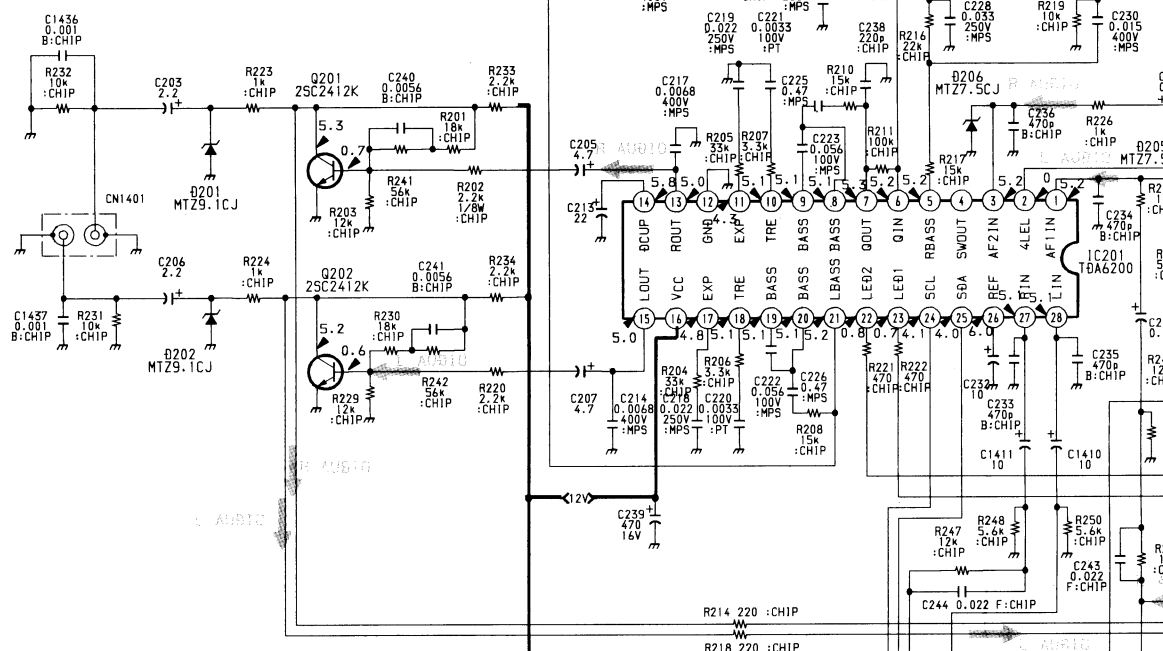 :MPS
:MPS
C1436
0.001
B:CHIP
R232
10k
:CHIP
C203
2.2
R223
1k
:CHIP
Q201
2SC2412K
C240
0.0056
B:CHIP
R233
2.2k
:CHIP
R201
18k
:CHIP
5.3
0.7
R241
56k
:CHIP
R202
2.2k
1/8W
:CHIP
R203
12k
:CHIP
D201
MTZ9.1CJ
CN1401
C205
4.7
R AUDIO
C213
22
C217
0.0068
400V
:MPS
C219
0.022
250V
:MPS
C221
0.0033
100V
:PT
R205
33k
:CHIP
R207
3.3k
:CHIP
C225
0.47
:MPS
C223
0.056
100V
:MPS
C238
220p
:CHIP
R210
15k
:CHIP
R211
100k
:CHIP
R216
22k
:CHIP
R217
15k
:CHIP
C228
0.033
250V
:MPS
R219
10k
:CHIP
C230
0.015
400V
:MPS
D206
MTZ7.5CJ
R AUDIO
C236
470p
B:CHIP
R226
1k
:CHIP
L AUDIO
D205
MTZ7.5
C234
470p
B:CHIP
5.8
5.0
4.3
5.1
5.1
5.1
5.3
5.2
5.2
5.2
0
5.2
14 13 12 11 10 9 8 7 6 5 4 3 2 1
DCUP
ROUT
GND
EXP
TRE
BASS
BASS
QOUT
QIN
RBASS
SWOUT
AF2IN
4LEL
AF1IN
IC201
TDA6200
LOUT
VCC
EXP
TRE
BASS
BASS
LBASS
LED2
LED1
SCL
SDA
REF
LIN
15 16 17 18 19 20 21 22 23 24 25 26 27 28
5.0
4.8
5.1
5.1
5.2
0.8
0.7
4.1
4.0
6.0
C206
2.2
R224
1k
:CHIP
Q202
2SC2412K
C241
0.0056
B:CHIP
R234
2.2k
:CHIP
C1437
0.001
B:CHIP
R231
10k
:CHIP
D202
MTZ9.1CJ
5.2
0.6
R230
18k
:CHIP
L AUDIO
R229
12k
:CHIP
R242
56k
:CHIP
R220
2.2k
:CHIP
C207
4.7
C214
0.0068
400V
:MPS
R204
33k
:CHIP
C218
0.022
250V
:MPS
R206
3.3k
:CHIP
C220
0.0033
100V
:PT
C222
0.056
100V
:MPS
C226
0.47
:MPS
R208
15k
:CHIP
R221
470
:CHIP
R222
470
:CHIP
C232
10
C233
470p
B:CHIP
C235
470p
B:CHIP
C1411
10
C1410
10
R AUDIO
L AUDIO
12V
C239
470
16V
R247
12k
:CHIP
R248
5.6k
:CHIP
R250
5.6k
:CHIP
C243
0.022
F:CHIP
C244 0.022 F:CHIP
R214 220 :CHIP
R218 220 :CHIP
L AUDIO